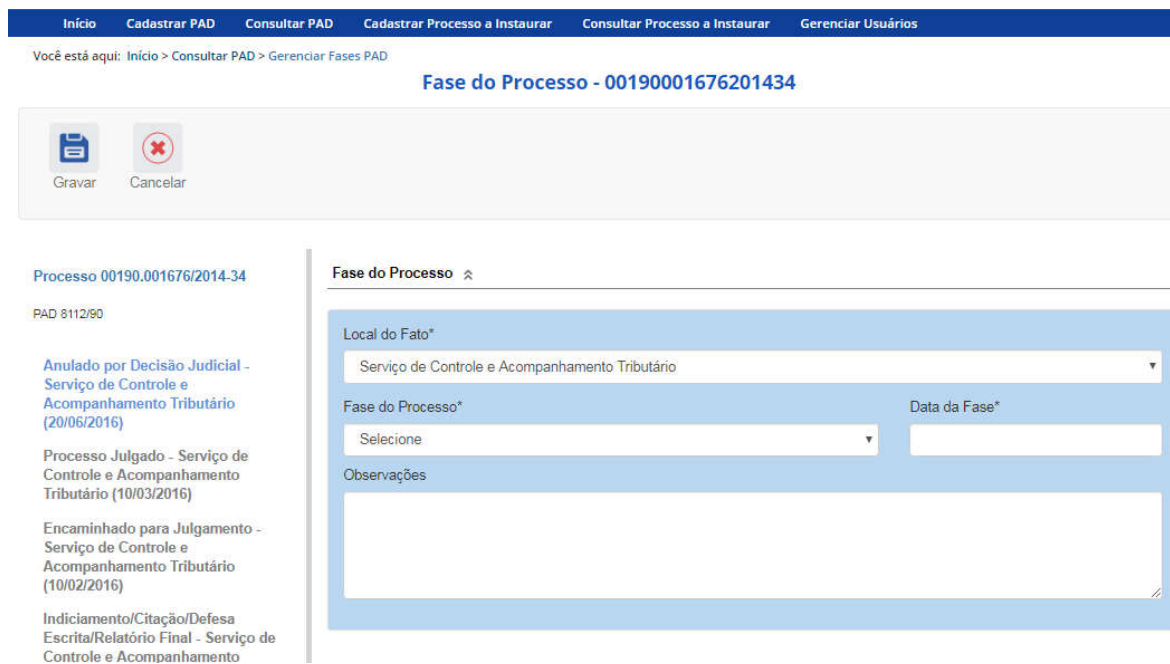 Início Cadastrar PAD Consultar PAD Cadastrar Processo a Instaurar Consultar Processo a Instaurar Gerenciar Usuários
Você está aqui: Início > Consultar PAD > Gerenciar Fases PAD
Fase do Processo - 00190001676201434
Gravar Cancelar
Processo 00190.001676/2014-34
PAD 8112/90
Anulado por Decisão Judicial -
Serviço de Controle e
Acompanhamento Tributário
(20/06/2016)
Processo Julgado - Serviço de
Controle e Acompanhamento
Tributário (10/03/2016)
Encaminhado para Julgamento -
Serviço de Controle e
Acompanhamento Tributário
(10/02/2016)
Indiciamento/Citação/Defesa
Escrita/Relatório Final - Serviço de
Controle e Acompanhamento
Fase do Processo
Local do Fato*
Serviço de Controle e Acompanhamento Tributário
Fase do Processo* Data da Fase*
Selecione
Observações